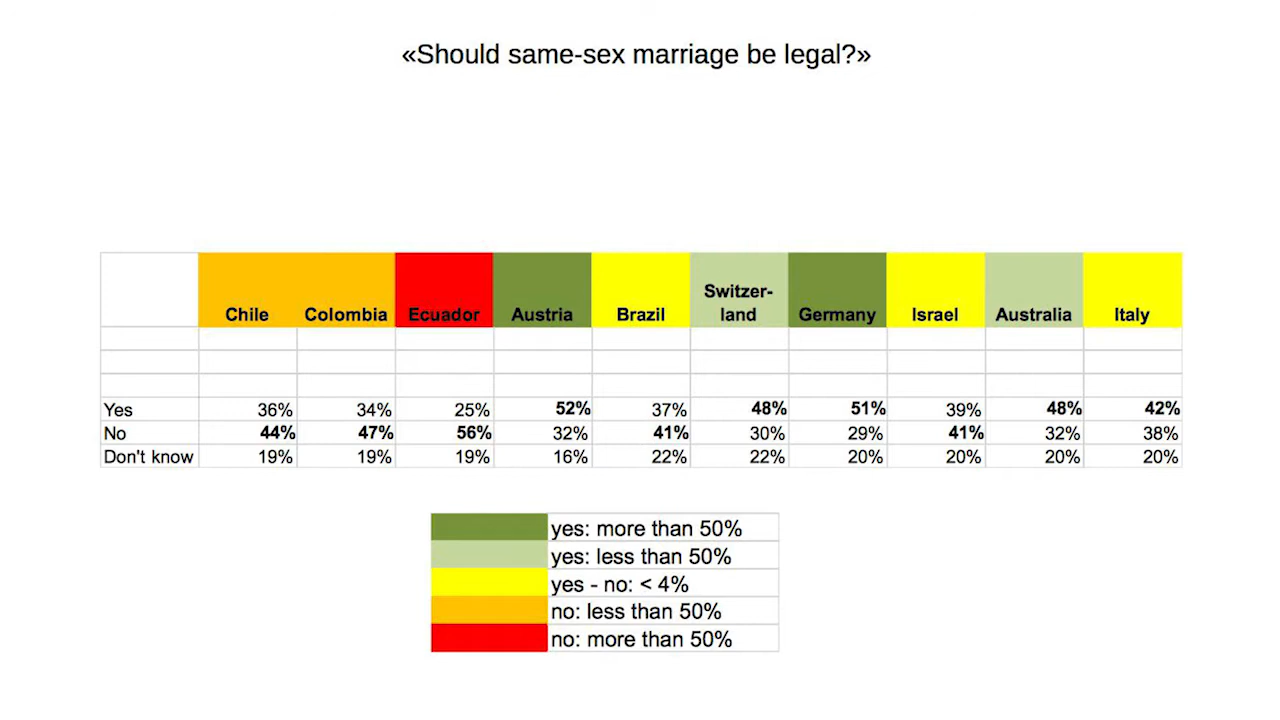 «Should same-sex marriage be legal?»
Switzer-
Chile Colombia Ecuador Austria Brazil land Germany Israel Australia Italy
Yes 36% 34% 25% 52% 37% 48% 51% 39% 48% 42%
No 44% 47% 56% 32% 41% 30% 29% 41% 32% 38%
Don't know 19% 19% 19% 16% 22% 22% 20% 20% 20% 20%
yes: more than 50%
yes: less than 50%
yes - no: < 4%
no: less than 50%
no: more than 50%